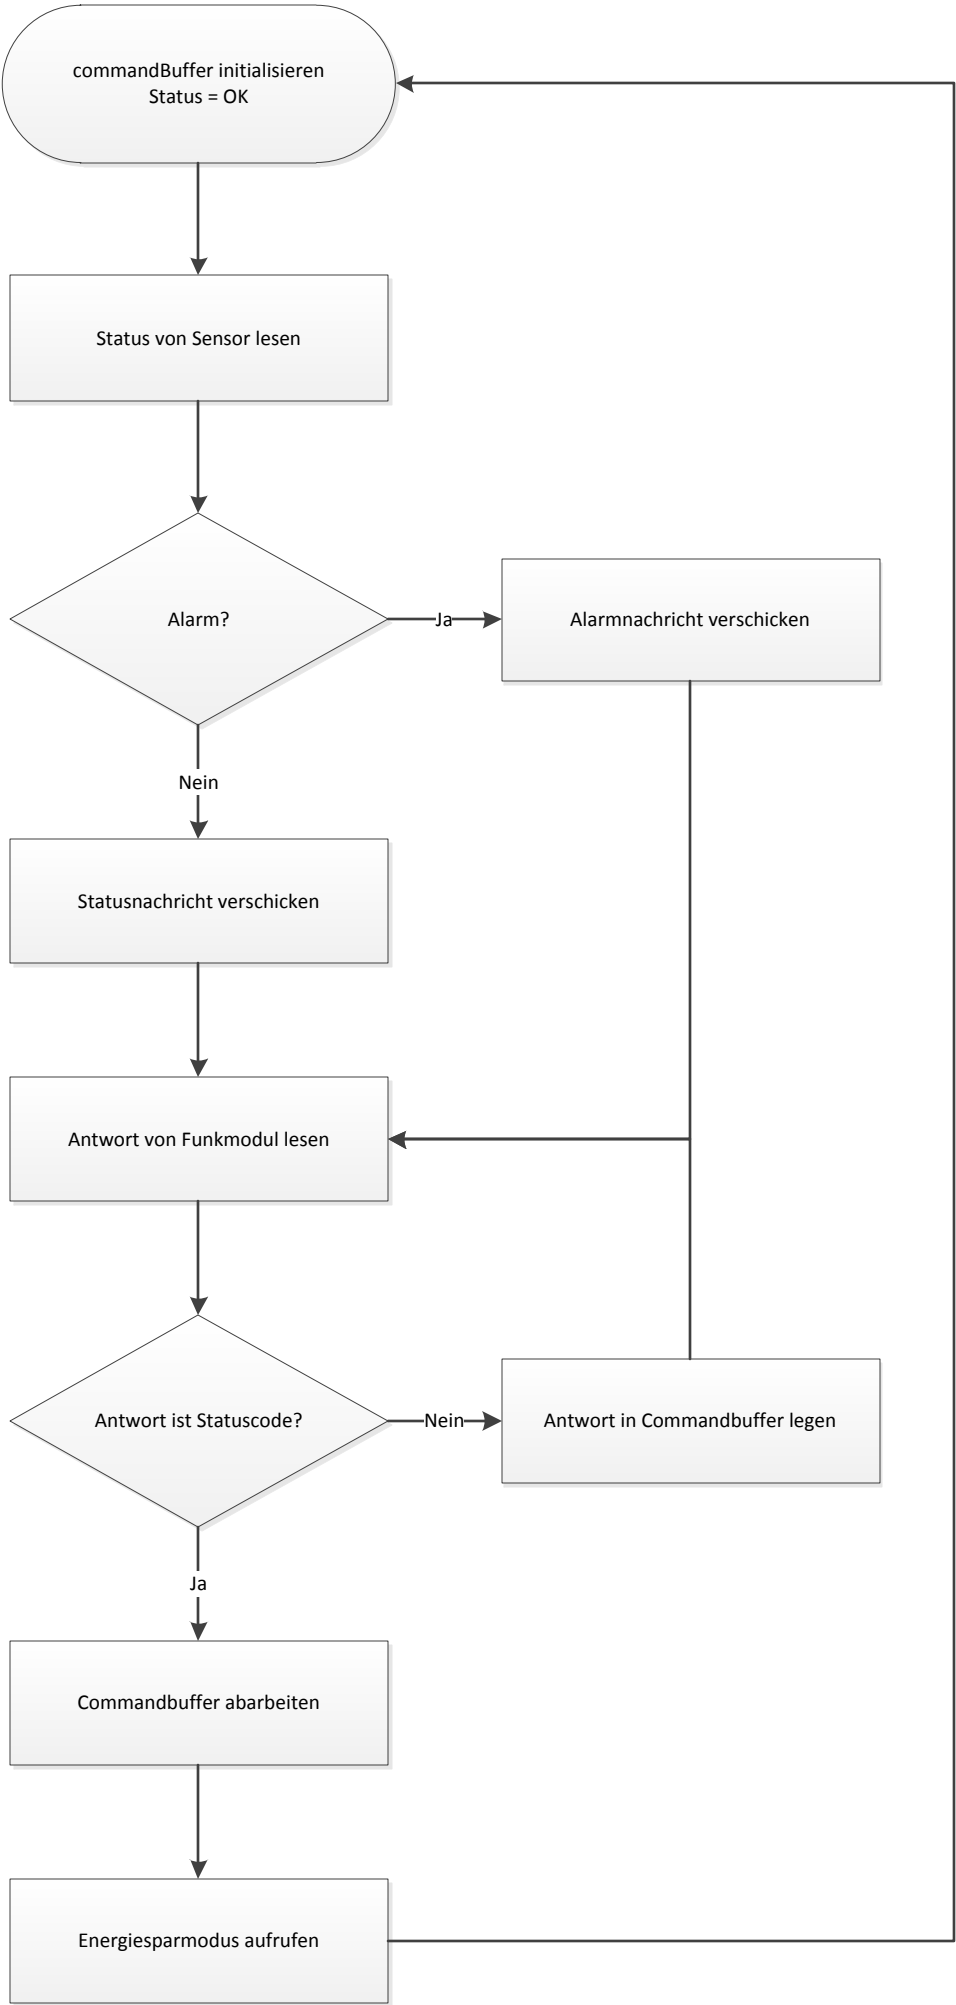 commandBuffer initialisieren
Status = OK
Status von Sensor lesen
Alarm?
Ja
Alarmnachricht verschicken
Nein
Statusnachricht verschicken
Antwort von Funkmodul lesen
Antwort ist Statuscode?
Nein
Antwort in Commandbuffer legen
Ja
Commandbuffer abarbeiten
Energiesparmodus aufrufen